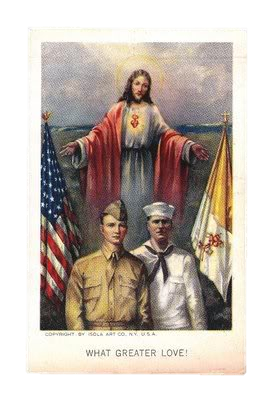 COPYRIGHT BY ISOLA ART CO., N.Y. U.S.A.
WHAT GREATER LOVE!